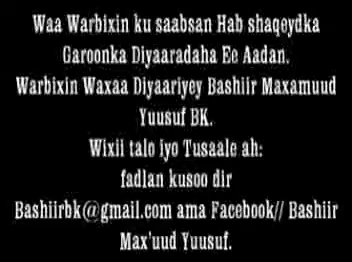 Waa Warbixin ku saabsan Hab shaqeydka
Garoonka Diyaaradaha Ee Aadan.
Warbixin Waxaa Diyaariyey Bashiir Maxamuud
Yuusuf BK.
Wixii talo iyo Tusaale ah:
fadlan kusoo dir
Bashiirbk@gmail.com ama Facebook// Bashiir
Max'uud Yuusuf.